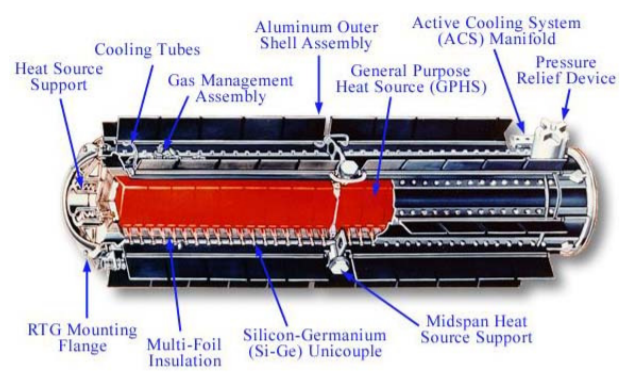 Cooling Tubes
Aluminum Outer
Shell Assembly
Active Cooling System
(ACS) Manifold
Heat Source
Support
Gas Management
Assembly
General Purpose
Heat Source (GPHS)
Pressure
Relief Device
RTG Mounting
Flange
Multi-Foil
Insulation
Silicon-Germanium
(Si-Ge) Unicouple
Midspan Heat
Source Support